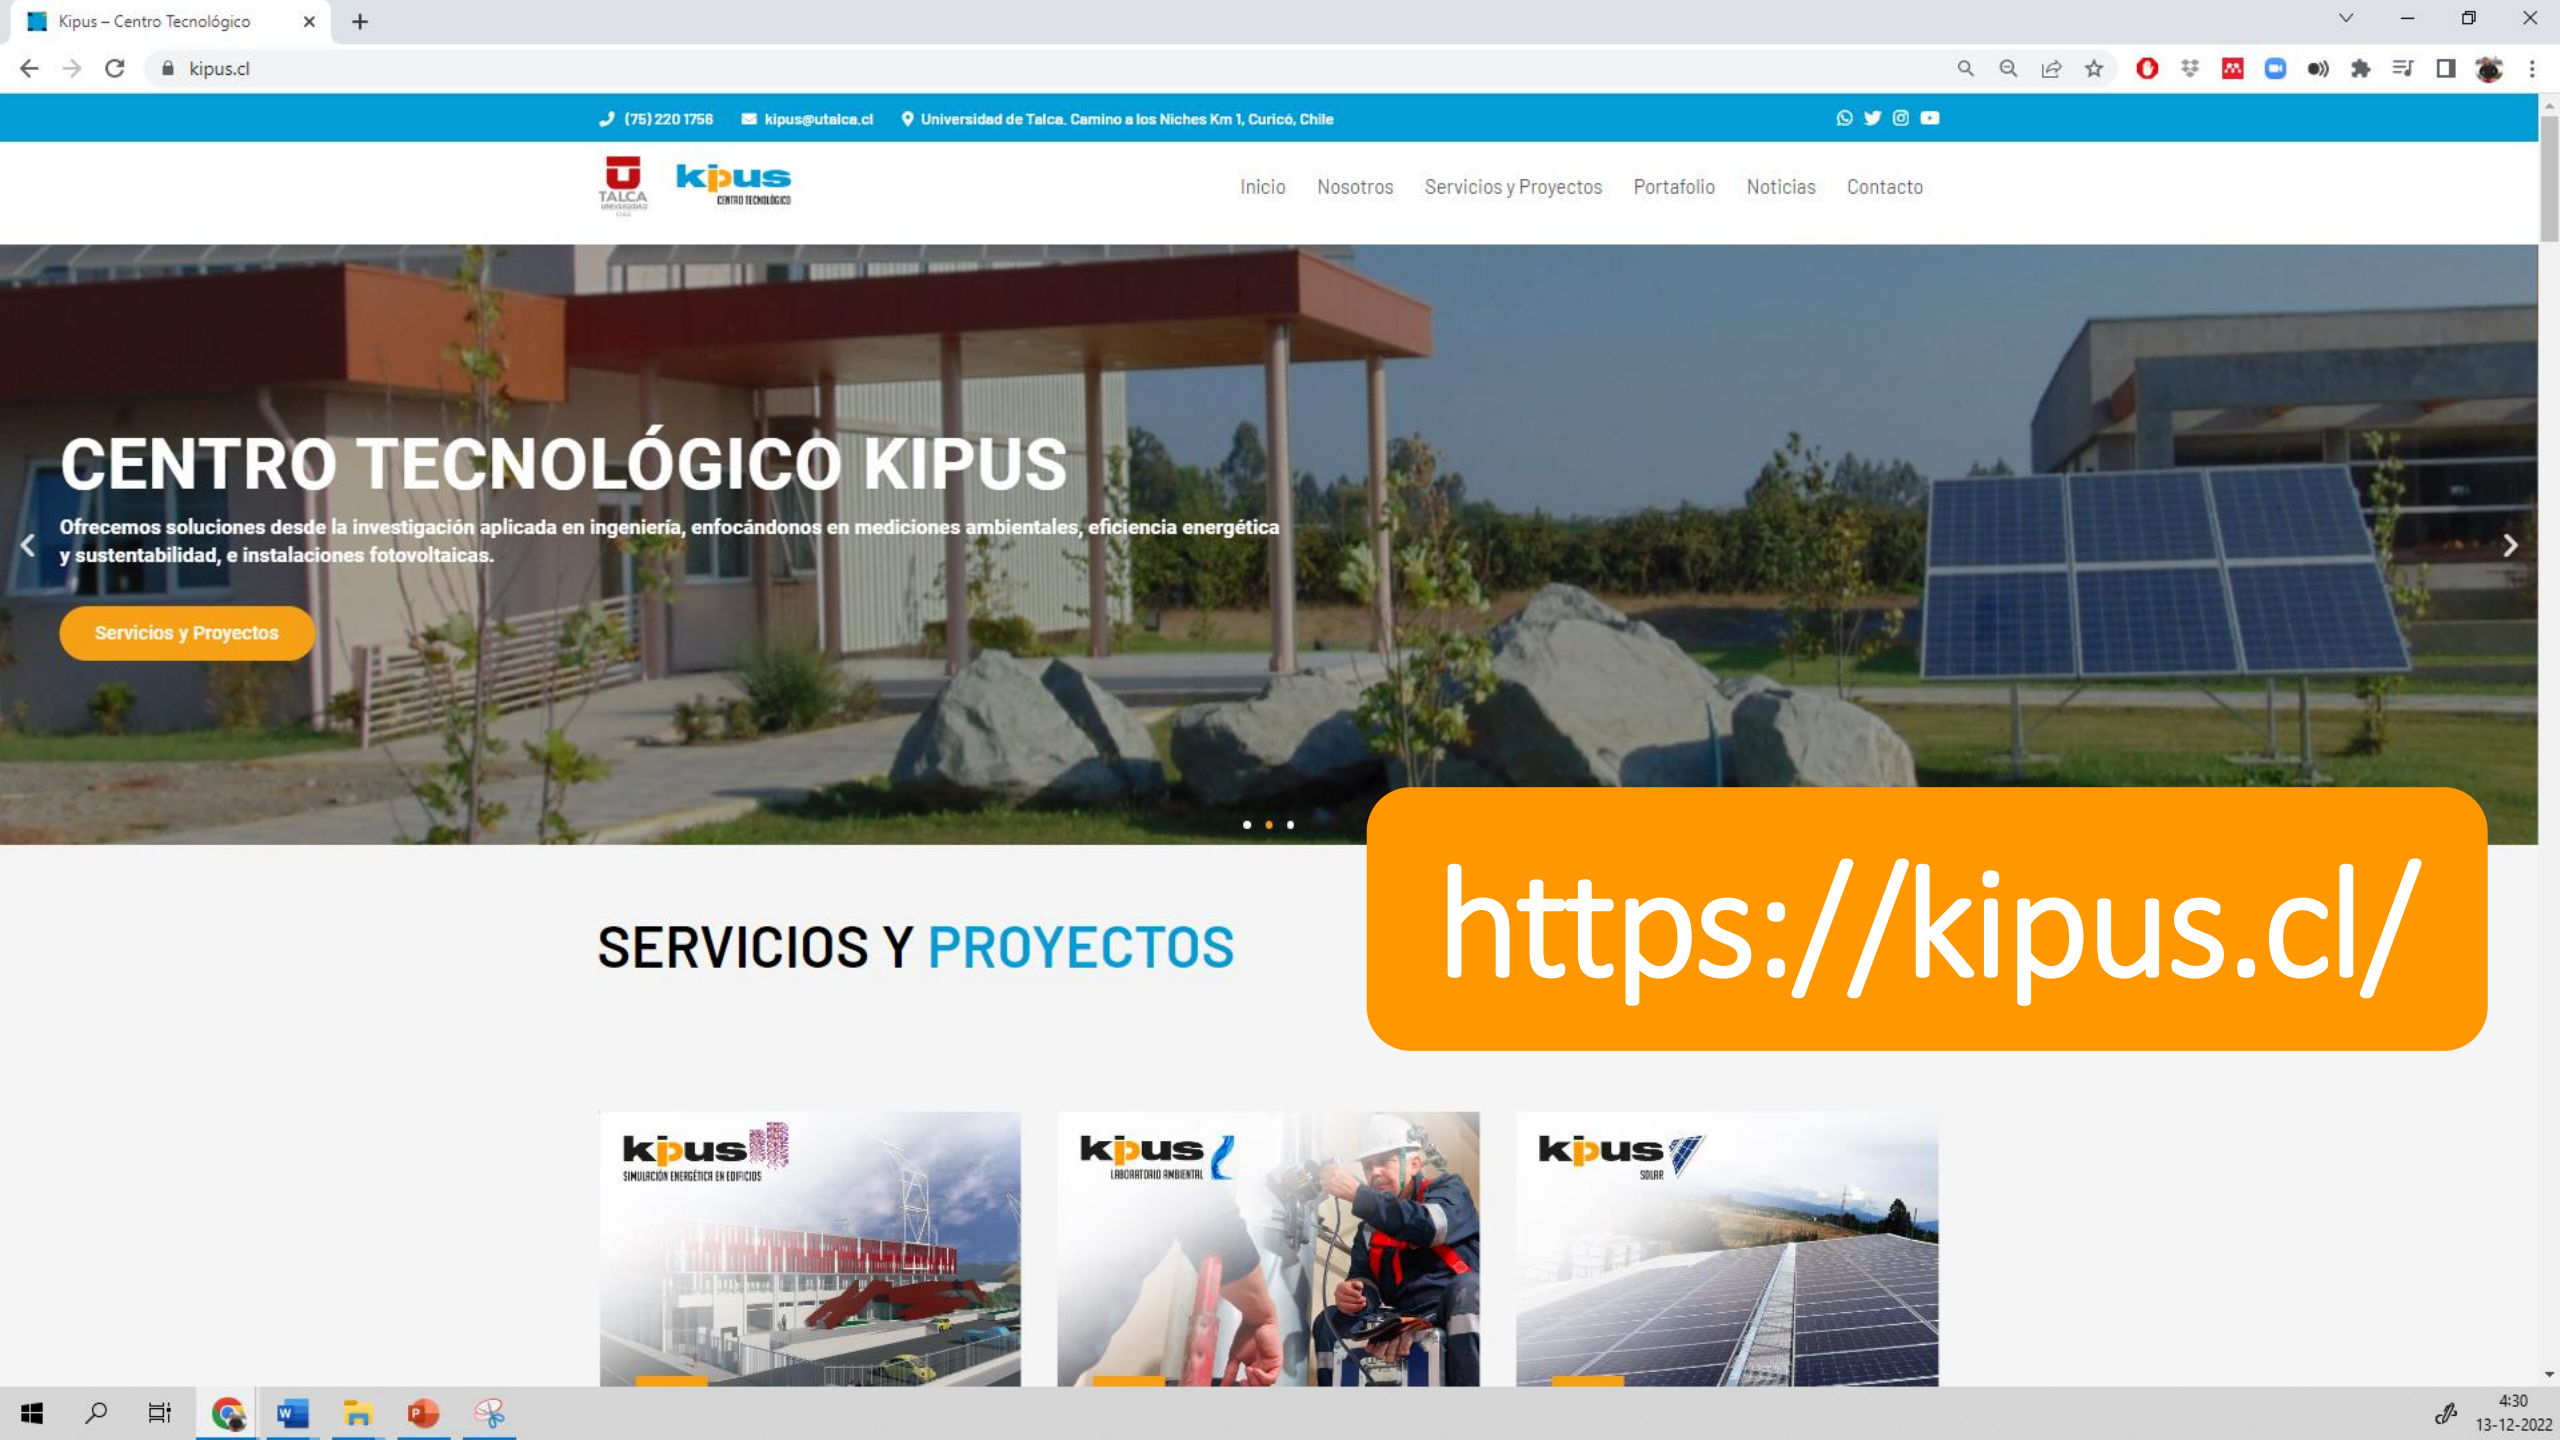 Kipus – Centro Tecnológico
kipus.cl
(75) 220 1756 kipus@utalca.cl Universidad de Talca. Camino a los Niches Km 1, Curicó, Chile
TALCA
UNIVERSIDAD
CHILE
kipus
CENTRO TECNOLÓGICO
Inicio Nosotros Servicios y Proyectos Portafolio Noticias Contacto
CENTRO TECNOLÓGICO KIPUS
Ofrecemos soluciones desde la investigación aplicada en ingeniería, enfocándonos en mediciones ambientales, eficiencia energética
y sustentabilidad, e instalaciones fotovoltaicas.
Servicios y Proyectos
https://kipus.cl/
SERVICIOS Y PROYECTOS
kipus
SIMULACIÓN ENERGÉTICA EN EDIFICIOS
kipus
LABORATORIO AMBIENTAL
kipus
SOLAR
4:30
13-12-2022